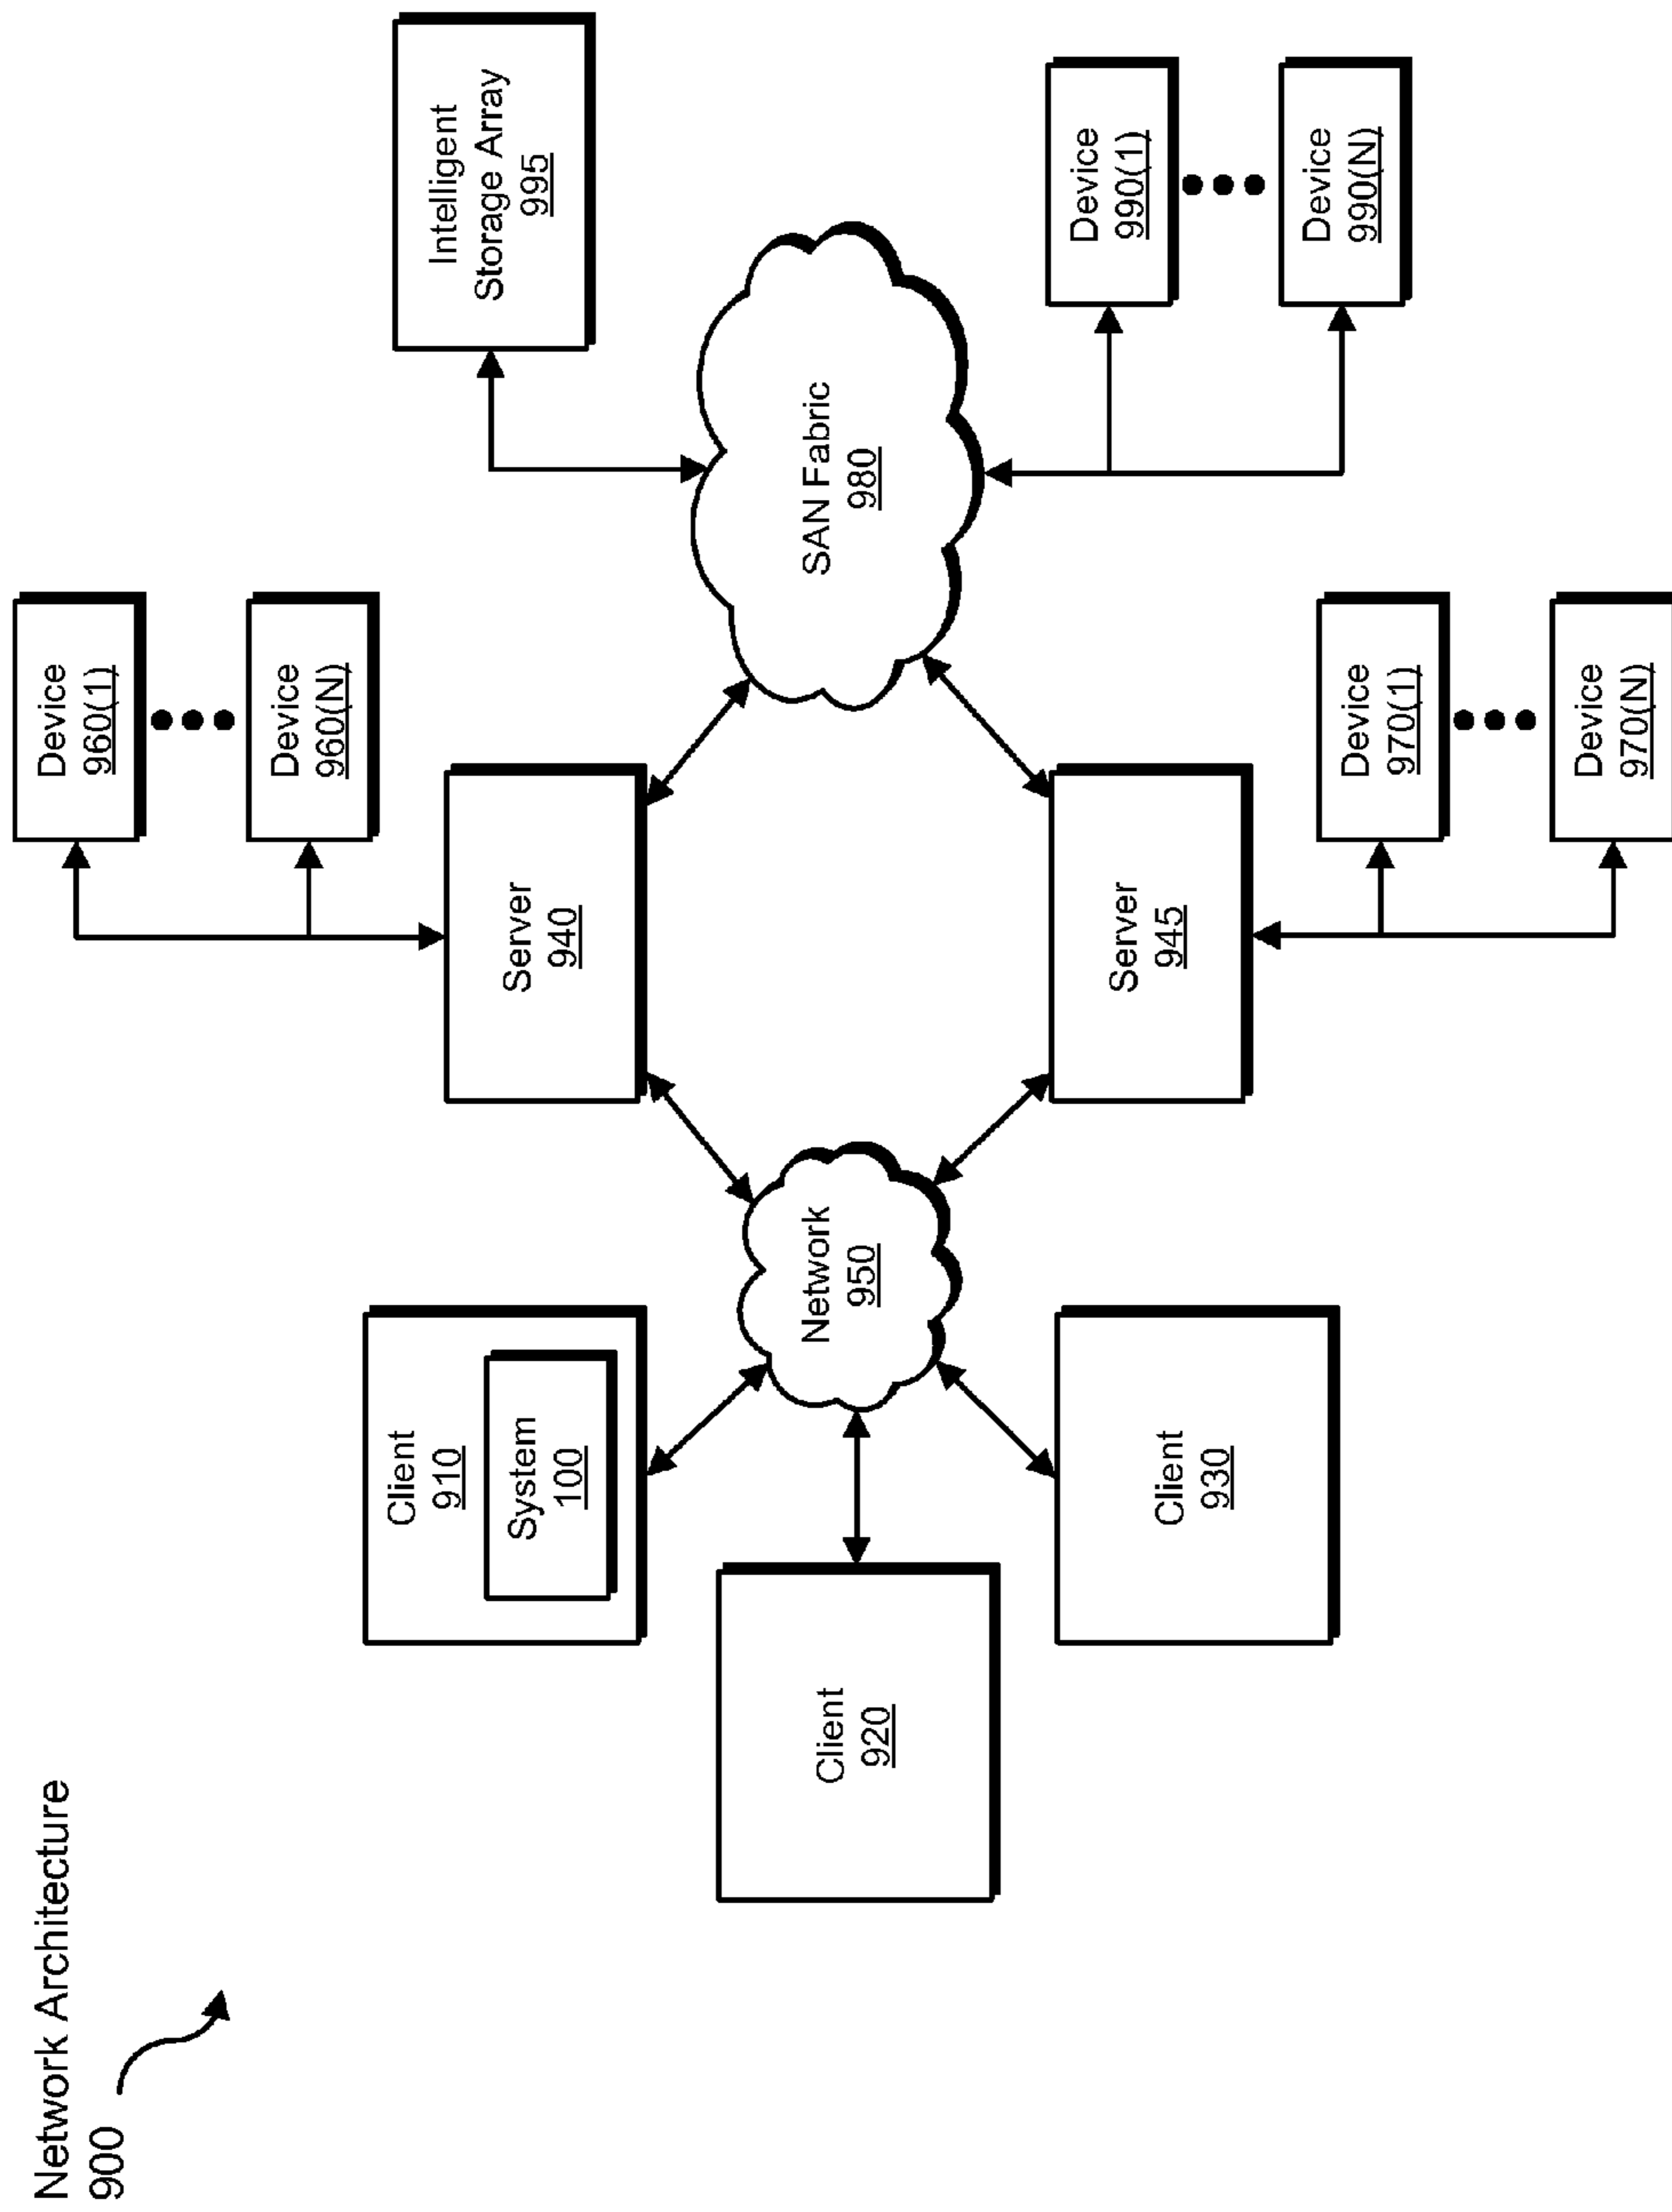 Network Architecture
900
Client
910
System
100
Client
920
Client
930
Network
950
Server
940
Server
945
Device
960(1)
Device
960(N)
Device
970(1)
Device
970(N)
SAN Fabric
980
Intelligent
Storage Array
995
Device
990(1)
Device
990(N)